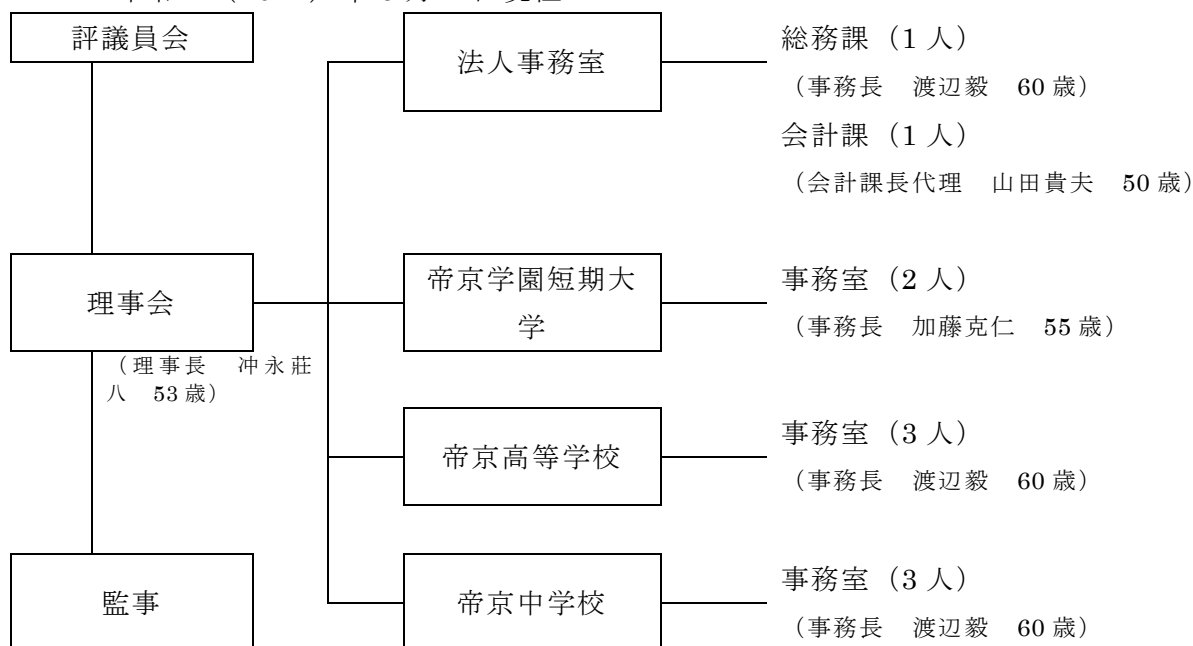 評議員会
法人事務室
総務課（1 人）
（事務長　渡辺毅　60 歳）
会計課（1 人）
（会計課長代理　山田貴夫　50 歳）
理事会
（理事長　冲永荘
八　53 歳）
帝京学園短期大
学
事務室（2 人）
（事務長　加藤克仁　55 歳）
帝京高等学校
事務室（3 人）
（事務長　渡辺毅　60 歳）
監事
帝京中学校
事務室（3 人）
（事務長　渡辺毅　60 歳）